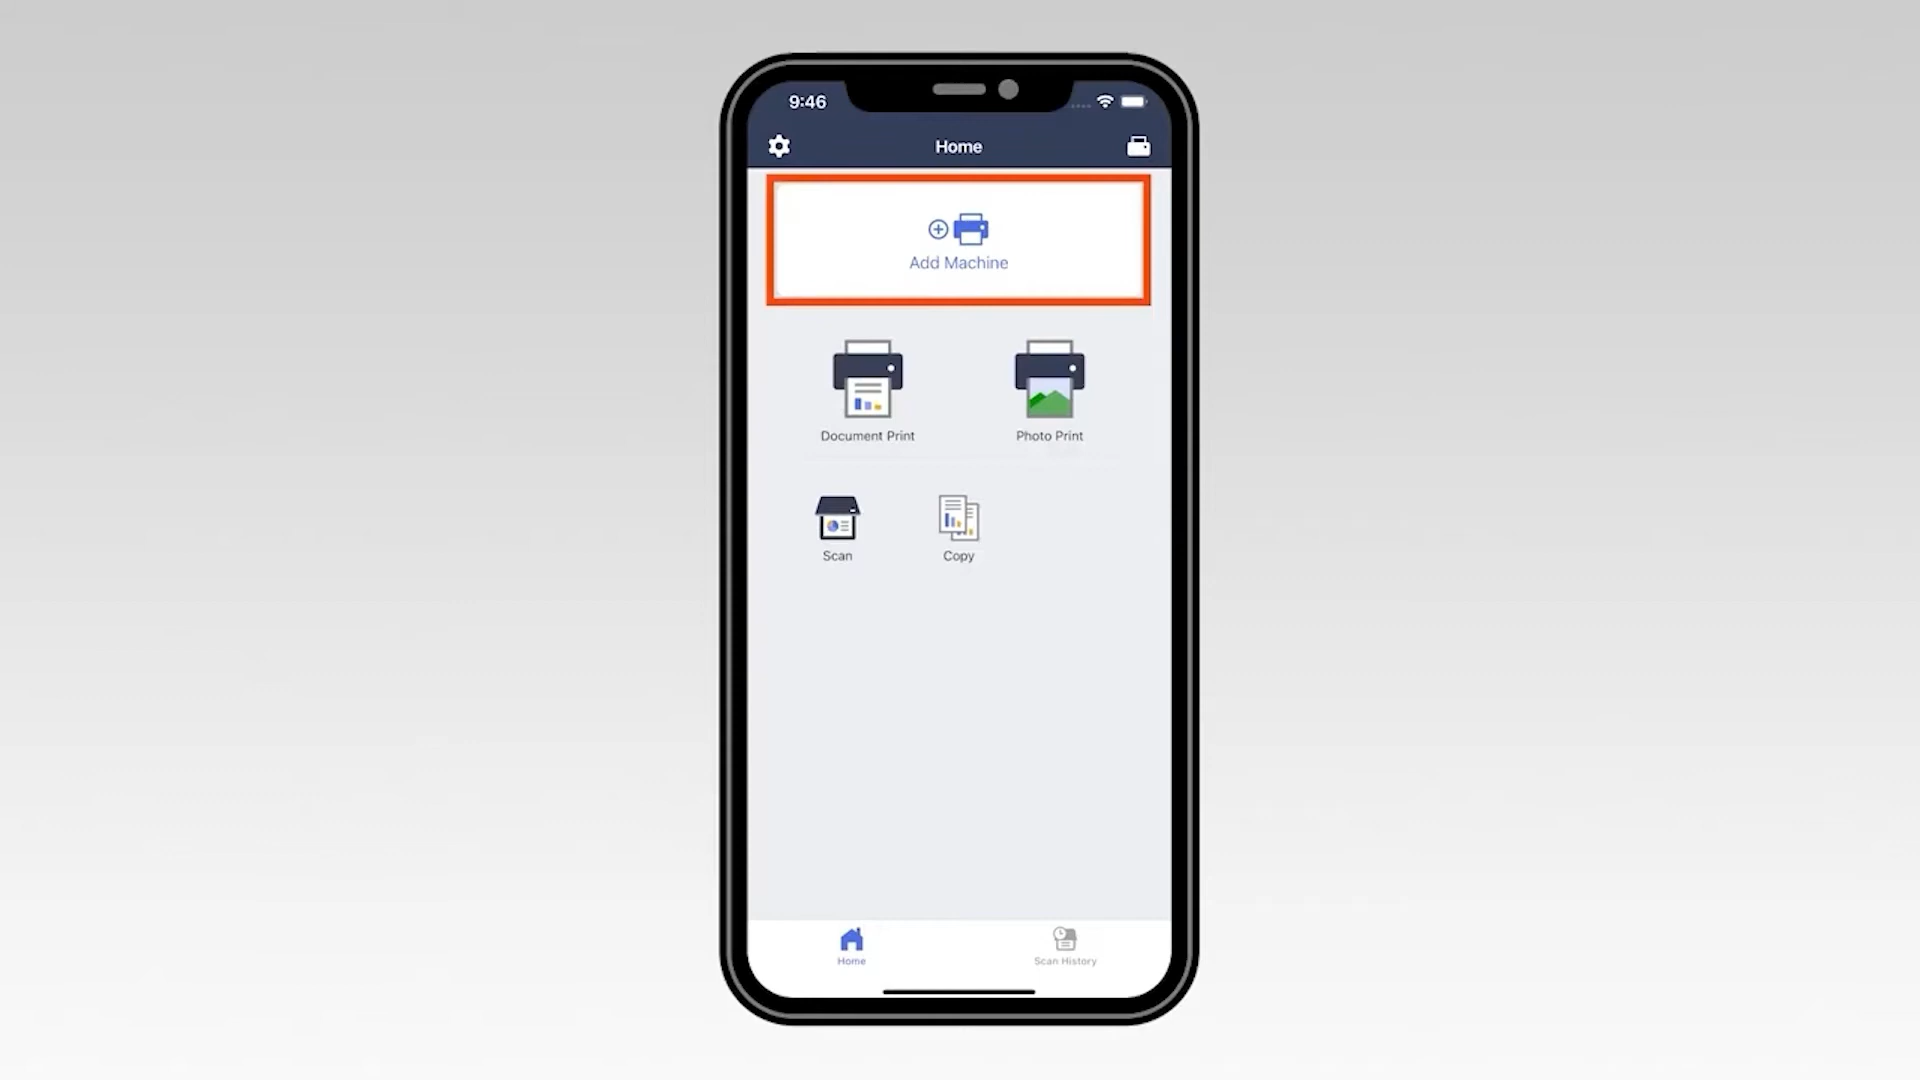 9:46
Home
Add Machine
Document Print
Photo Print
Scan
Copy
Home
Scan History